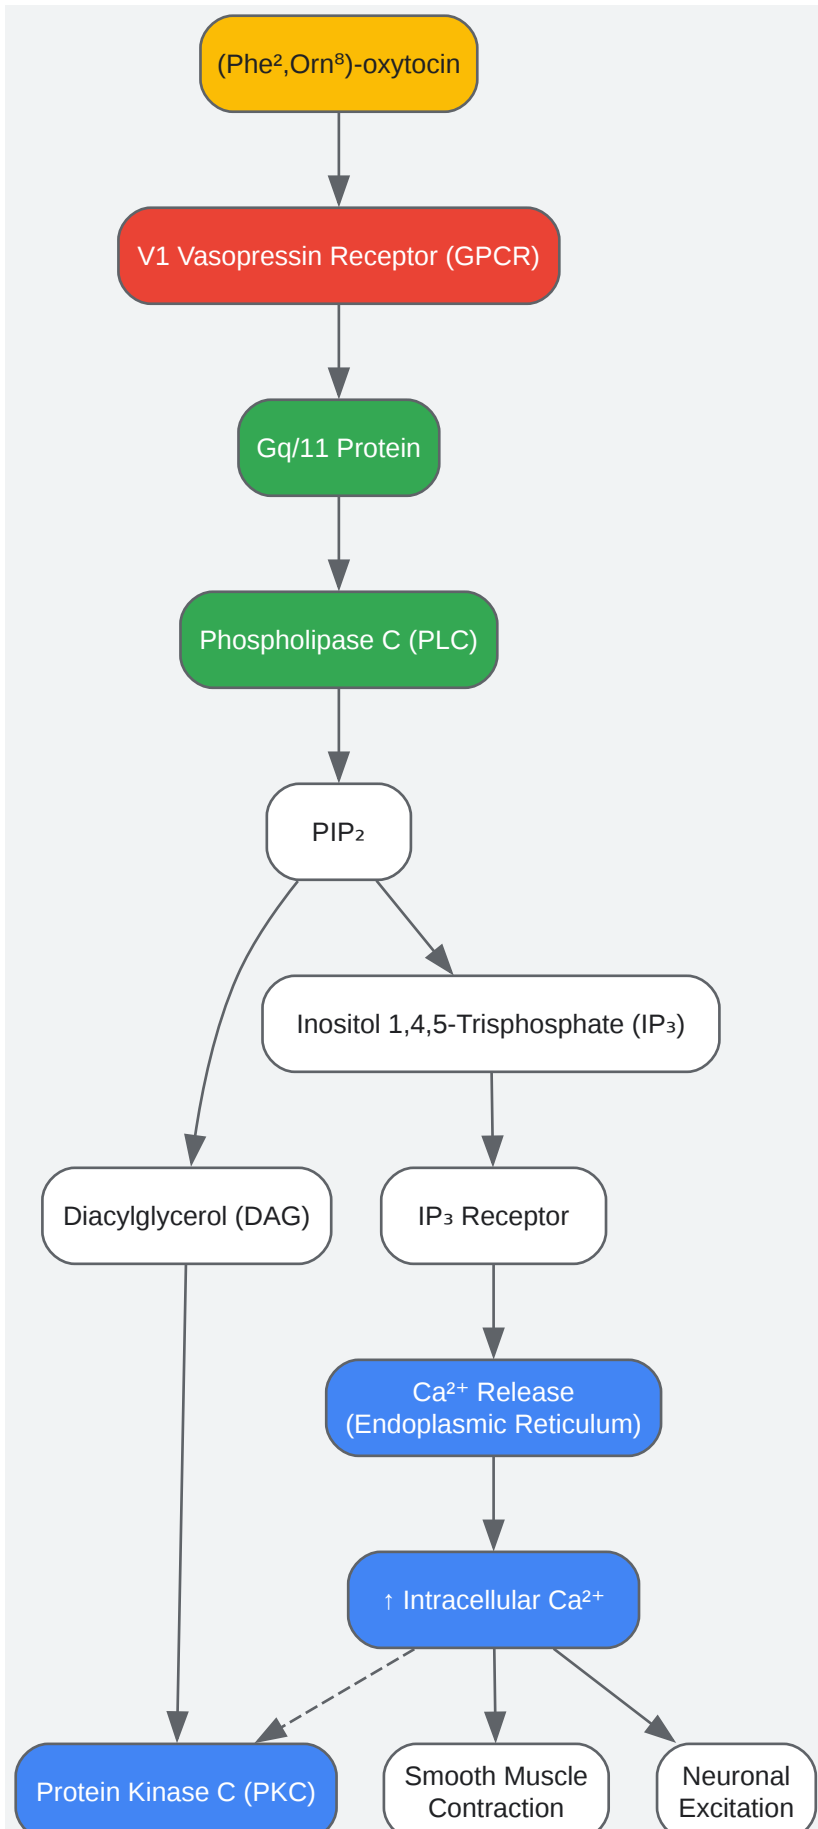 (Phe²,Orn⁸)-oxytocin
V1 Vasopressin Receptor (GPCR)
Gq/11 Protein
Phospholipase C (PLC)
PIP₂
Inositol 1,4,5-Trisphosphate (IP₃)
Diacylglycerol (DAG)
IP₃ Receptor
Ca²⁺ Release
(Endoplasmic Reticulum)
↑ Intracellular Ca²⁺
Protein Kinase C (PKC)
Smooth Muscle
Contraction
Neuronal
Excitation